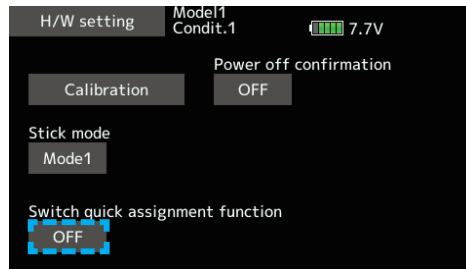 H/W setting
Model1
Condit.1
7.7V
Power off confirmation
Calibration
OFF
Stick mode
Mode1
Switch quick assignment function
OFF